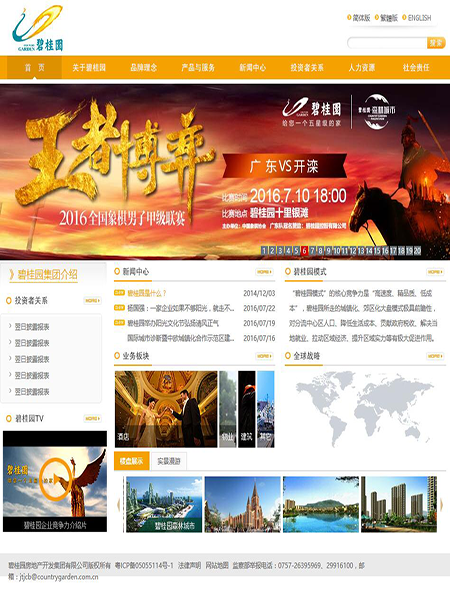 碧桂园
GARDEN
简体版
繁體版
ENGLISH
搜索
首 页 关于碧桂园 品牌理念 产品与服务 新闻中心 投资者关系 人力资源 社会责任
碧桂园
给您一个五星级的家
碧桂园
森林城市
王者博弈
广东VS开滦
比赛时间 2016.7.10 18:00
比赛地点 碧桂园十里银滩
2016全国象棋男子甲级联赛
1 2 3 4 5 6 7 8 9 10 11 12 13 14 15 16 17 18 19 20
》碧桂园集团介绍
投资者关系
翌日披露报表
翌日披露报表
翌日披露报表
翌日披露报表
翌日披露报表
碧桂园TV
碧桂园
碧桂园企业竞争力介绍片
新闻中心
碧桂园是什么？ 2014/12/03
杨国强：一家企业如果不够阳光，就走不... 2016/07/22
碧桂园举办阳光文化节弘扬清风正气 2016/07/19
国际城市诊断暨中欧城镇化合作示范区建... 2016/07/16
碧桂园模式
“碧桂园模式”的核心竞争力是“高速度、精品质、低成
本”，碧桂园所走的城镇化、郊区化大盘模式极具前瞻性，
对分流中心区人口、降低生活成本、贡献政府税收、解决当
地就业、拉动区域经济、提升区域实力等有极大促进作用。
业务板块
酒店
物业
建筑
其它
全球战略
楼盘展示
实景漫游
碧桂园森林城市
碧桂园房地产开发集团有限公司版权所有 粤ICP备05055114号-1 法律声明 网站地图 监察部举报电话：0757-26395969、29916100，邮
箱：jtjcb@countrygarden.com.cn